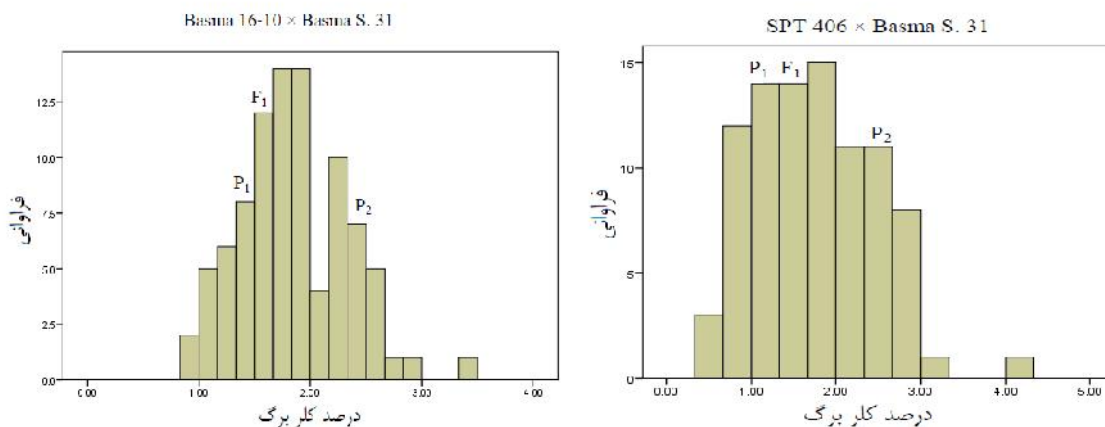 Basma 16-10 × Basma S. 31
12.5
10.0
7.5
5.0
2.5
0.0
فراوانی
P₁
F₁
P₂
0.00 1.00 2.00 3.00 4.00
درصد کلر برگ
SPT 406 × Basma S. 31
15
10
5
0
فراوانی
P₁ F₁
P₂
0.00 1.00 2.00 3.00 4.00 5.00
درصد کلر برگ